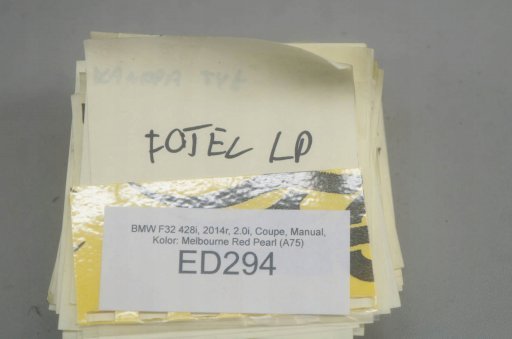 FOTEL LP
BMW F32 428i, 2014r, 2.0i, Coupe, Manual,
Kolor: Melbourne Red Pearl (A75)
ED294